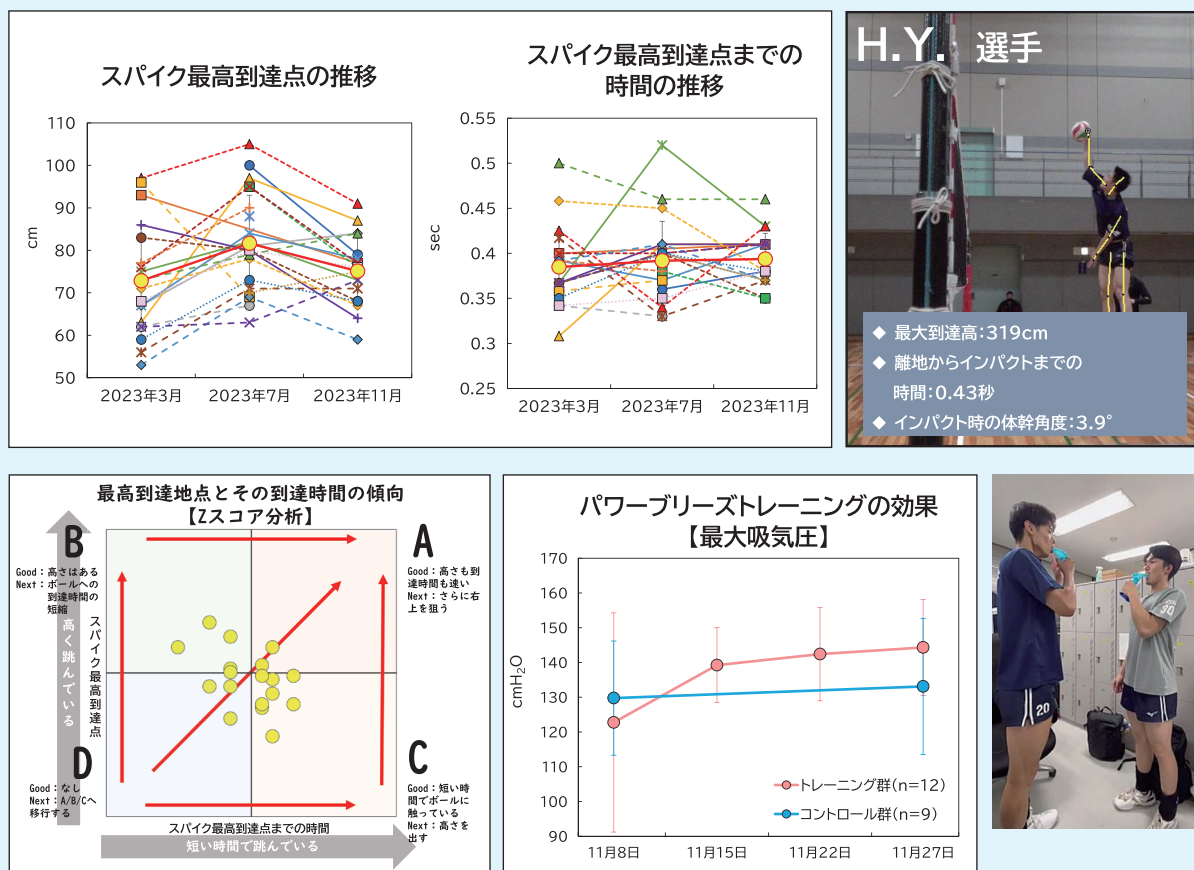 スパイク最高到達点の推移
cm
110
100
90
80
70
60
50
2023年3月 2023年7月 2023年11月
スパイク最高到達点までの
時間の推移
sec
0.55
0.5
0.45
0.4
0.35
0.3
0.25
2023年3月 2023年7月 2023年11月
H.Y. 選手
◆ 最大到達高:319cm
◆ 離地からインパクトまでの
時間:0.43秒
◆ インパクト時の体幹角度:3.9°
最高到達地点とその到達時間の傾向
【Zスコア分析】
B
Good:高さはある
Next:ボールへの
到達時間の
短縮
A
Good:高さも到
達時間も速い
Next:さらに右
上を狙う
高く跳んでいる
スパイク最高到達点
D
Good:なし
Next:A/B/Cへ
移行する
C
Good:短い時
間でボールに
触っている
Next:高さを
出す
スパイク最高到達点までの時間
短い時間で跳んでいる
パワーブリーズトレーニングの効果
【最大吸気圧】
cmH₂O
170
160
150
140
130
120
110
100
90
トレーニング群(n=12)
コントロール群(n=9)
11月8日 11月15日 11月22日 11月27日
20
30